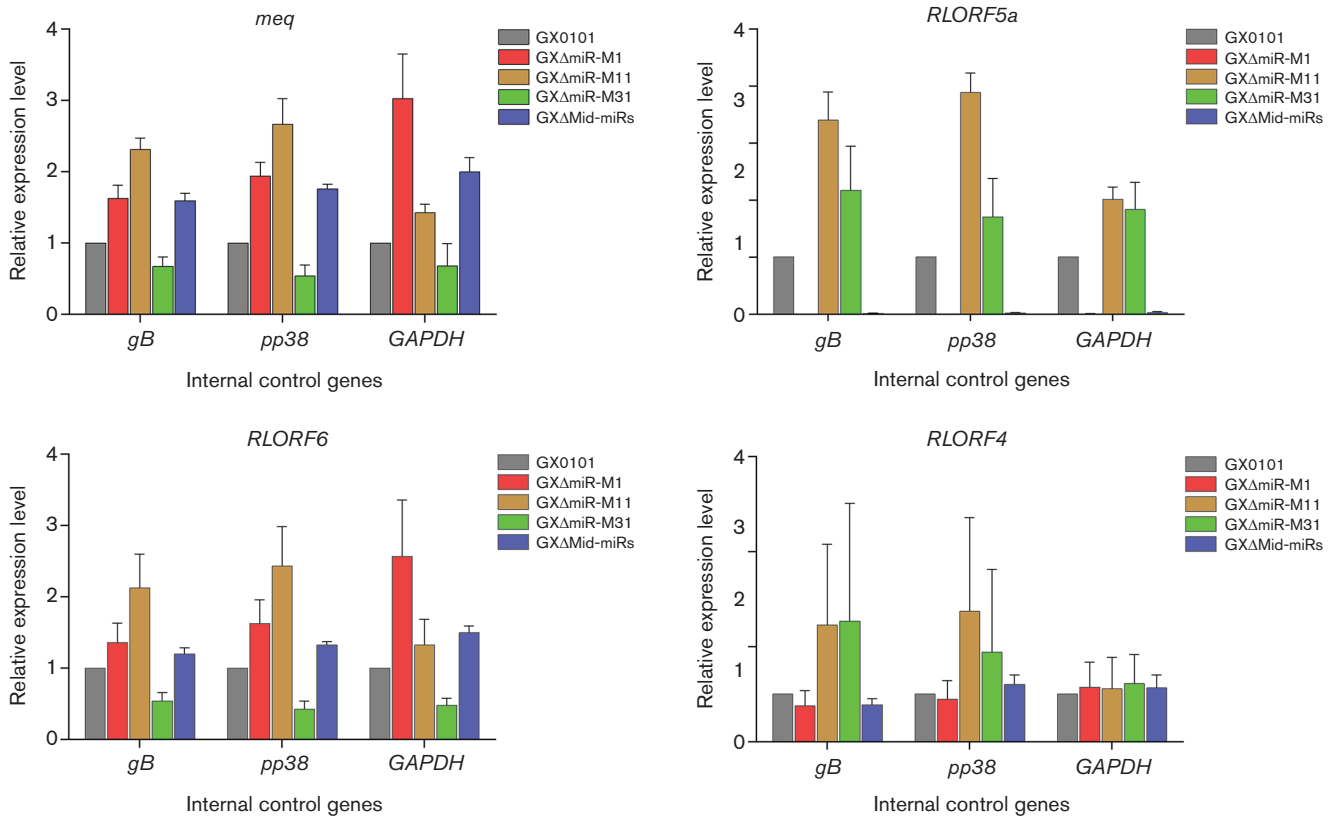 meq
4
3
2
1
0
Relative expression level
gB
pp38
GAPDH
Internal control genes
GX0101
GXΔmiR-M1
GXΔmiR-M11
GXΔmiR-M31
GXΔMid-miRs
RLORF5a
4
3
2
1
0
Relative expression level
gB
pp38
GAPDH
Internal control genes
GX0101
GXΔmiR-M1
GXΔmiR-M11
GXΔmiR-M31
GXΔMid-miRs
RLORF6
4
3
2
1
0
Relative expression level
gB
pp38
GAPDH
Internal control genes
GX0101
GXΔmiR-M1
GXΔmiR-M11
GXΔmiR-M31
GXΔMid-miRs
RLORF4
4
3
2
1
0
Relative expression level
gB
pp38
GAPDH
Internal control genes
GX0101
GXΔmiR-M1
GXΔmiR-M11
GXΔmiR-M31
GXΔMid-miRs